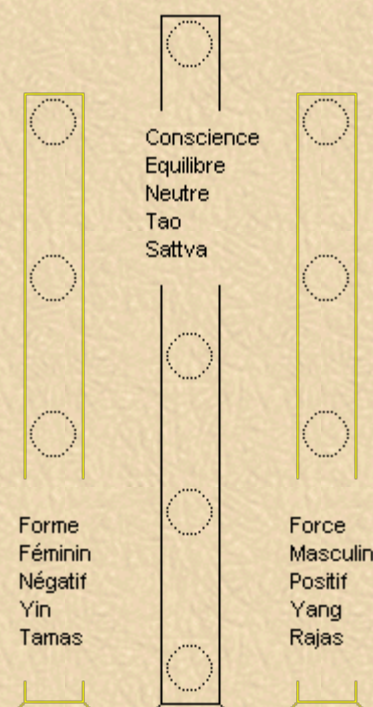 Conscience
Equilibre
Neutre
Tao
Sattva
Forme
Féminin
Négatif
Yin
Tamas
Force
Masculin
Positif
Yang
Rajas